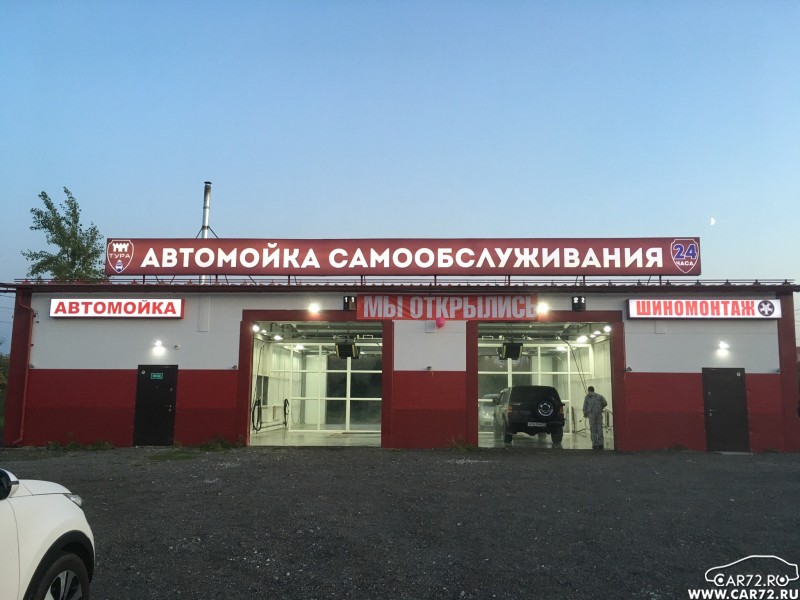 ТУРА
АВТОМОЙКА САМООБСЛУЖИВАНИЯ
24
ЧАСА
АВТОМОЙКА
1
МЫ ОТКРЫЛИСЬ
2
ШИНОМОНТАЖ
CAR72.RU
WWW.CAR72.RU